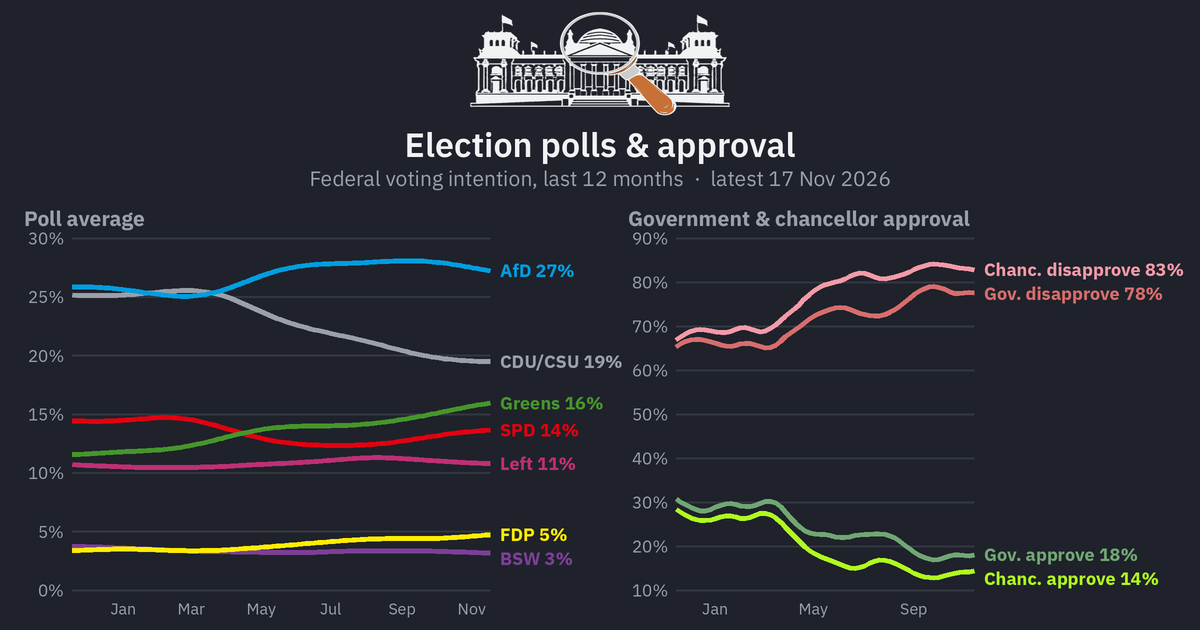 Election polls & approval
Federal voting intention, last 12 months · latest 17 Nov 2026
Poll average
30%
25%
20%
15%
10%
5%
0%
Jan
Mar
May
Jul
Sep
Nov
AfD 27%
CDU/CSU 19%
Greens 16%
SPD 14%
Left 11%
FDP 5%
BSW 3%
Government & chancellor approval
90%
80%
70%
60%
50%
40%
30%
20%
10%
Jan
May
Sep
Chanc. disapprove 83%
Gov. disapprove 78%
Gov. approve 18%
Chanc. approve 14%